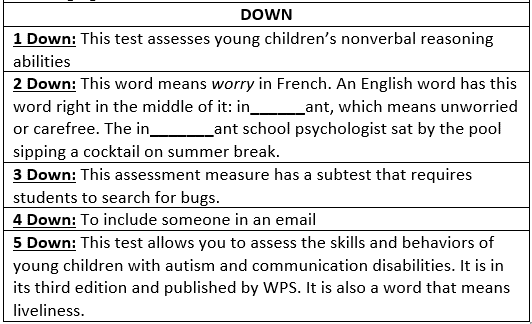 DOWN
1 Down: This test assesses young children’s nonverbal reasoning
abilities
2 Down: This word means worry in French. An English word has this
word right in the middle of it: in______ant, which means unworried
or carefree. The in_______ant school psychologist sat by the pool
sipping a cocktail on summer break.
3 Down: This assessment measure has a subtest that requires
students to search for bugs.
4 Down: To include someone in an email
5 Down: This test allows you to assess the skills and behaviors of
young children with autism and communication disabilities. It is in
its third edition and published by WPS. It is also a word that means
liveliness.